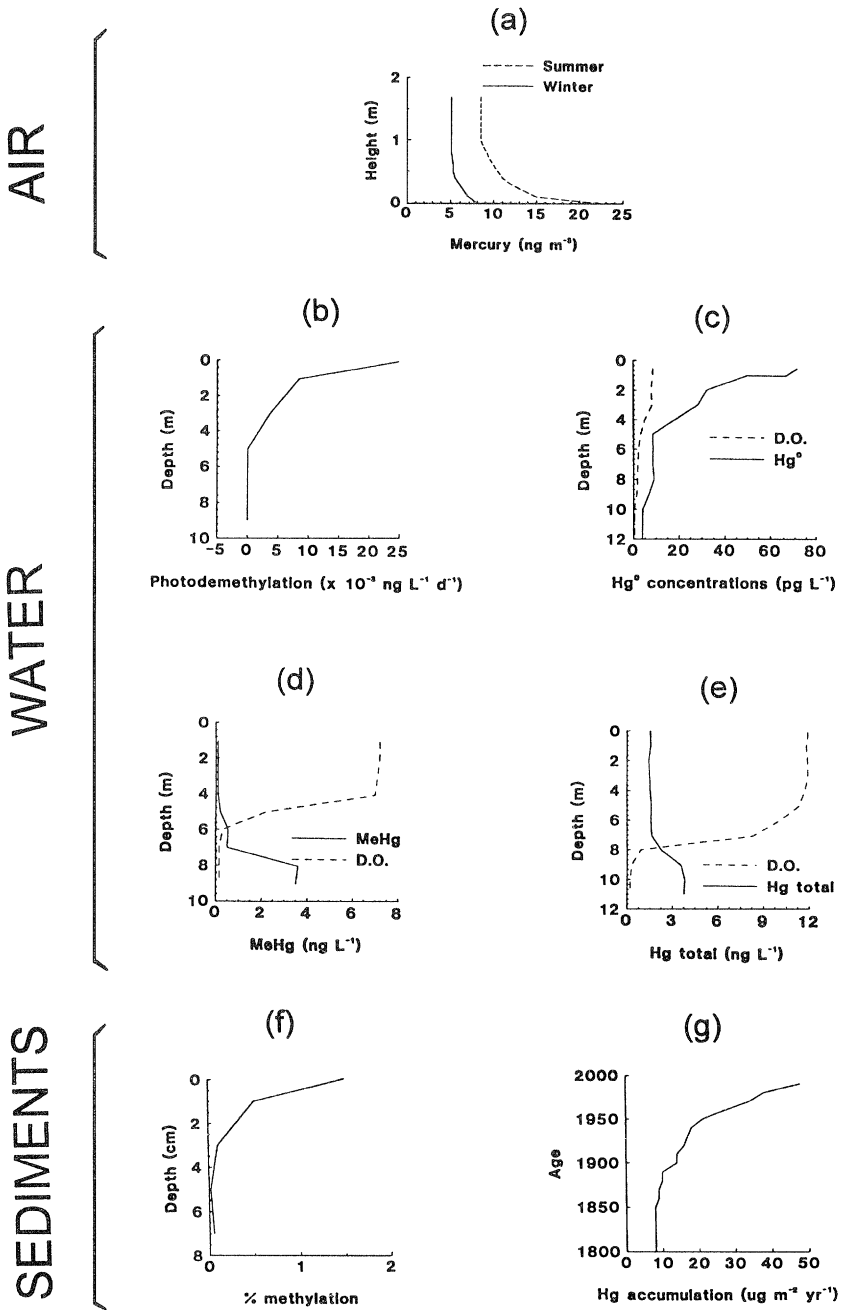 AIR
(a)
Summer
Winter
2
1
0
Height (m)
0 5 10 15 20 25
Mercury (ng m⁻³)
WATER
(b)
0
2
4
6
8
10
Depth (m)
-5 0 5 10 15 20 25
Photodemethylation (x 10⁻³ ng L⁻¹ d⁻¹)
(c)
0
2
4
6
8
10
12
Depth (m)
D.O.
Hg°
0 20 40 60 80
Hg° concentrations (pg L⁻¹)
(d)
0
2
4
6
8
10
Depth (m)
MeHg
D.O.
0 2 4 6 8
MeHg (ng L⁻¹)
(e)
0
2
4
6
8
10
12
Depth (m)
D.O.
Hg total
0 3 6 9 12
Hg total (ng L⁻¹)
SEDIMENTS
(f)
0
2
4
6
8
Depth (cm)
0 1 2
% methylation
(g)
2000
1950
1900
1850
1800
Age
0 10 20 30 40 50
Hg accumulation (ug m⁻² yr⁻¹)